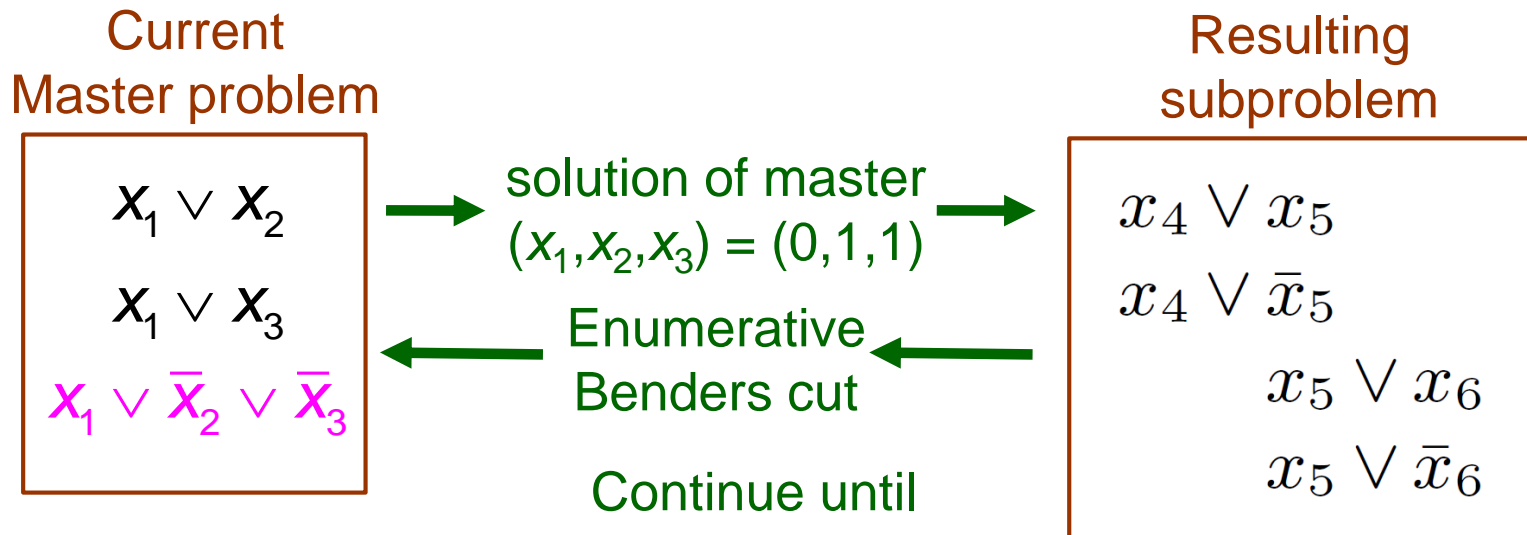 Current
Master problem
x₁ ∨ x₂
x₁ ∨ x₃
x₁ ∨ x̅₂ ∨ x̅₃
solution of master
(x₁,x₂,x₃) = (0,1,1)
Enumerative
Benders cut
Continue until
Resulting
subproblem
x₄ ∨ x₅
x₄ ∨ x̅₅
x₅ ∨ x₆
x₅ ∨ x̅₆